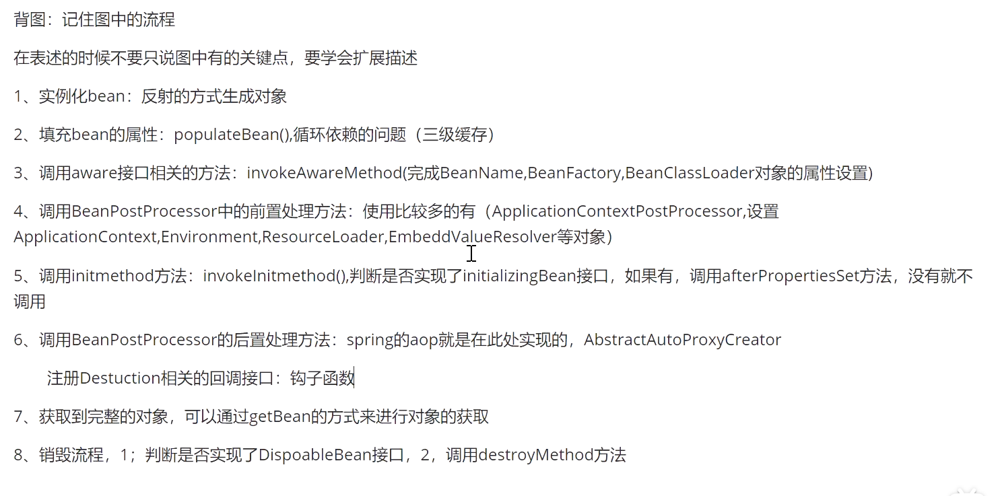 背图：记住图中的流程
在表述的时候不要只说图中有的关键点，要学会扩展描述
1、实例化bean：反射的方式生成对象
2、填充bean的属性：populateBean(),循环依赖的问题（三级缓存）
3、调用aware接口相关的方法：invokeAwareMethod(完成BeanName,BeanFactory,BeanClassLoader对象的属性设置)
4、调用BeanPostProcessor中的前置处理方法：使用比较多的有（ApplicationContextPostProcessor,设置
ApplicationContext,Environment,ResourceLoader,EmbeddValueResolver等对象）
5、调用initmethod方法：invokeInitmethod(),判断是否实现了initializingBean接口，如果有，调用afterPropertiesSet方法，没有就不
调用
6、调用BeanPostProcessor的后置处理方法：spring的aop就是在此处实现的，AbstractAutoProxyCreator
注册Destuction相关的回调接口：钩子函数
7、获取到完整的对象，可以通过getBean的方式来进行对象的获取
8、销毁流程，1；判断是否实现了DispoableBean接口，2，调用destroyMethod方法